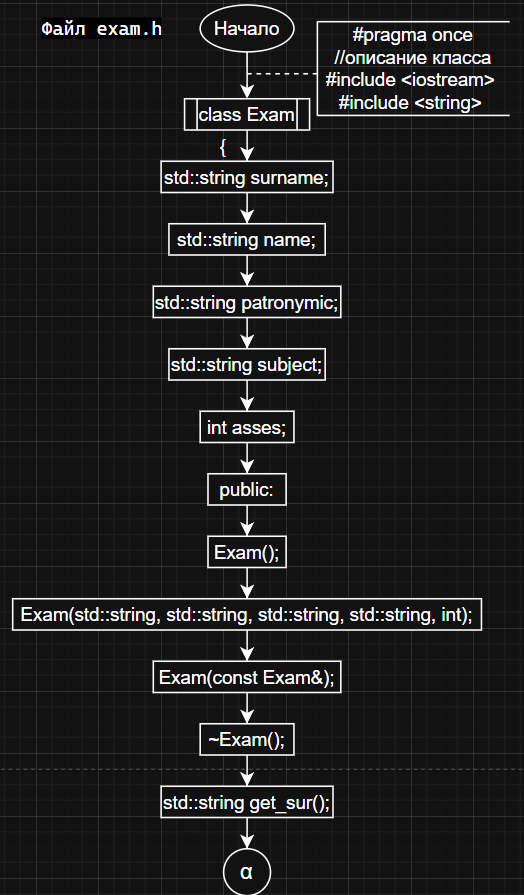 Файл exam.h
Начало
#pragma once
//описание класса
#include <iostream>
#include <string>
class Exam
{
std::string surname;
std::string name;
std::string patronymic;
std::string subject;
int asses;
public:
Exam();
Exam(std::string, std::string, std::string, std::string, int);
Exam(const Exam&);
~Exam();
std::string get_sur();
α